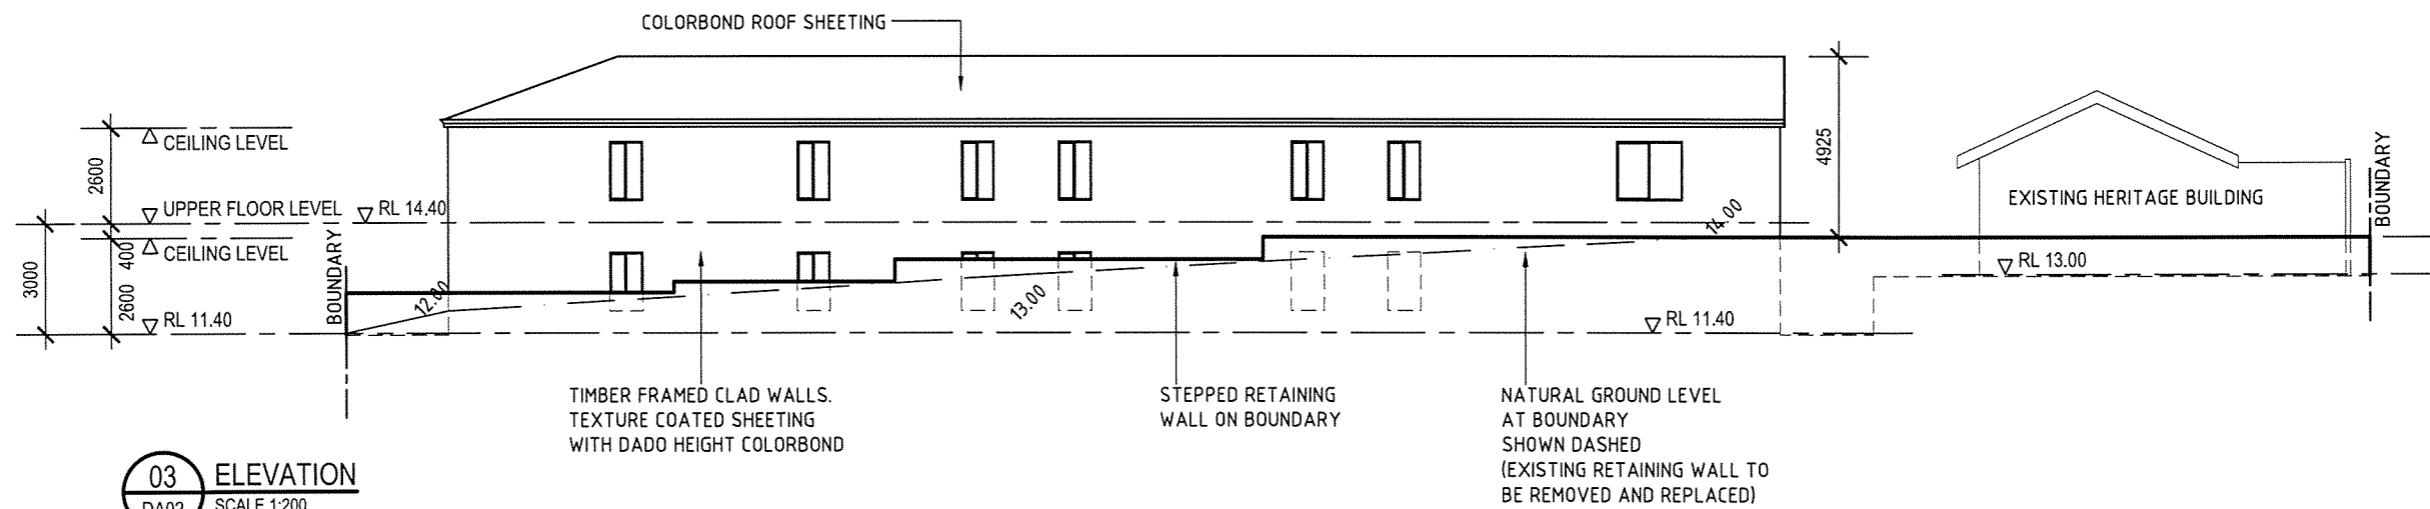 COLORBOND ROOF SHEETING
CEILING LEVEL
2600
4925
BOUNDARY
EXISTING HERITAGE BUILDING
UPPER FLOOR LEVEL
RL 14.40
14.00
400
CEILING LEVEL
3000
2600
BOUNDARY
12.00
13.00
RL 13.00
RL 11.40
RL 11.40
TIMBER FRAMED CLAD WALLS.
TEXTURE COATED SHEETING
WITH DADO HEIGHT COLORBOND
STEPPED RETAINING
WALL ON BOUNDARY
NATURAL GROUND LEVEL
AT BOUNDARY
SHOWN DASHED
(EXISTING RETAINING WALL TO
BE REMOVED AND REPLACED)
03
ELEVATION
DA02
SCALE 1:200